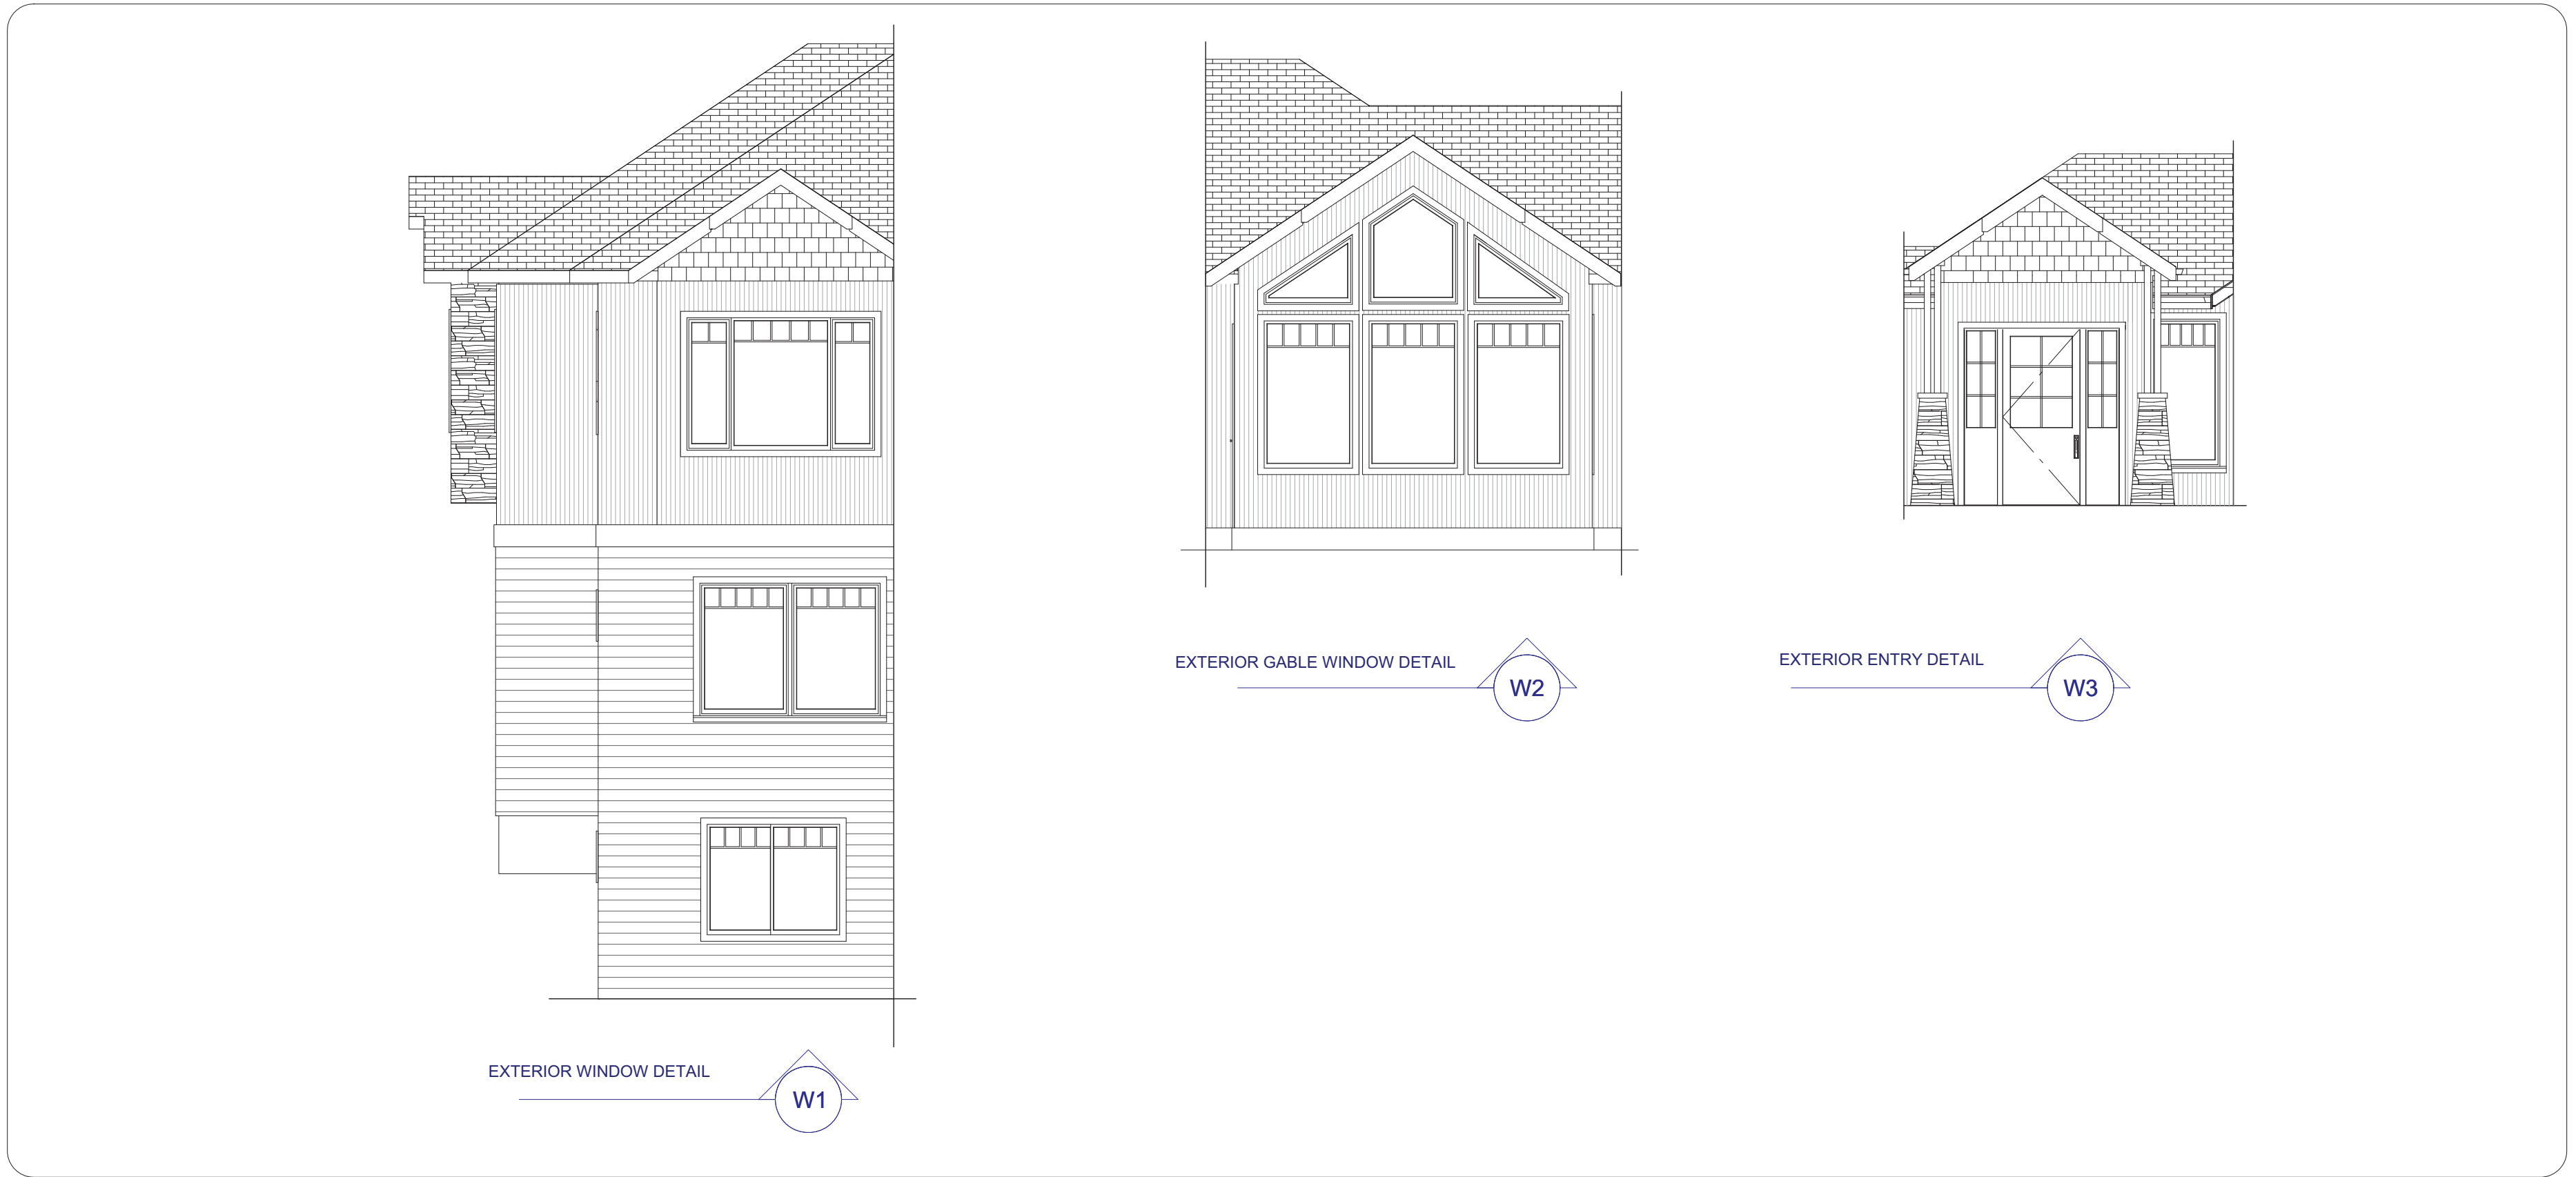 EXTERIOR GABLE WINDOW DETAIL
W2
EXTERIOR ENTRY DETAIL
W3
EXTERIOR WINDOW DETAIL
W1